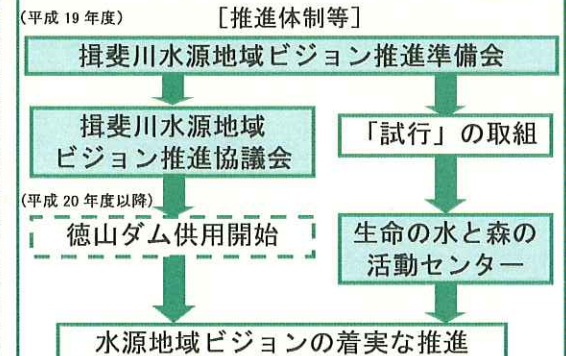 (平成 19 年度)
［推進体制等］
揖斐川水源地域ビジョン推進準備会
揖斐川水源地域
ビジョン推進協議会
「試行」の取組
(平成 20 年度以降)
徳山ダム供用開始
生命の水と森の
活動センター
水源地域ビジョンの着実な推進